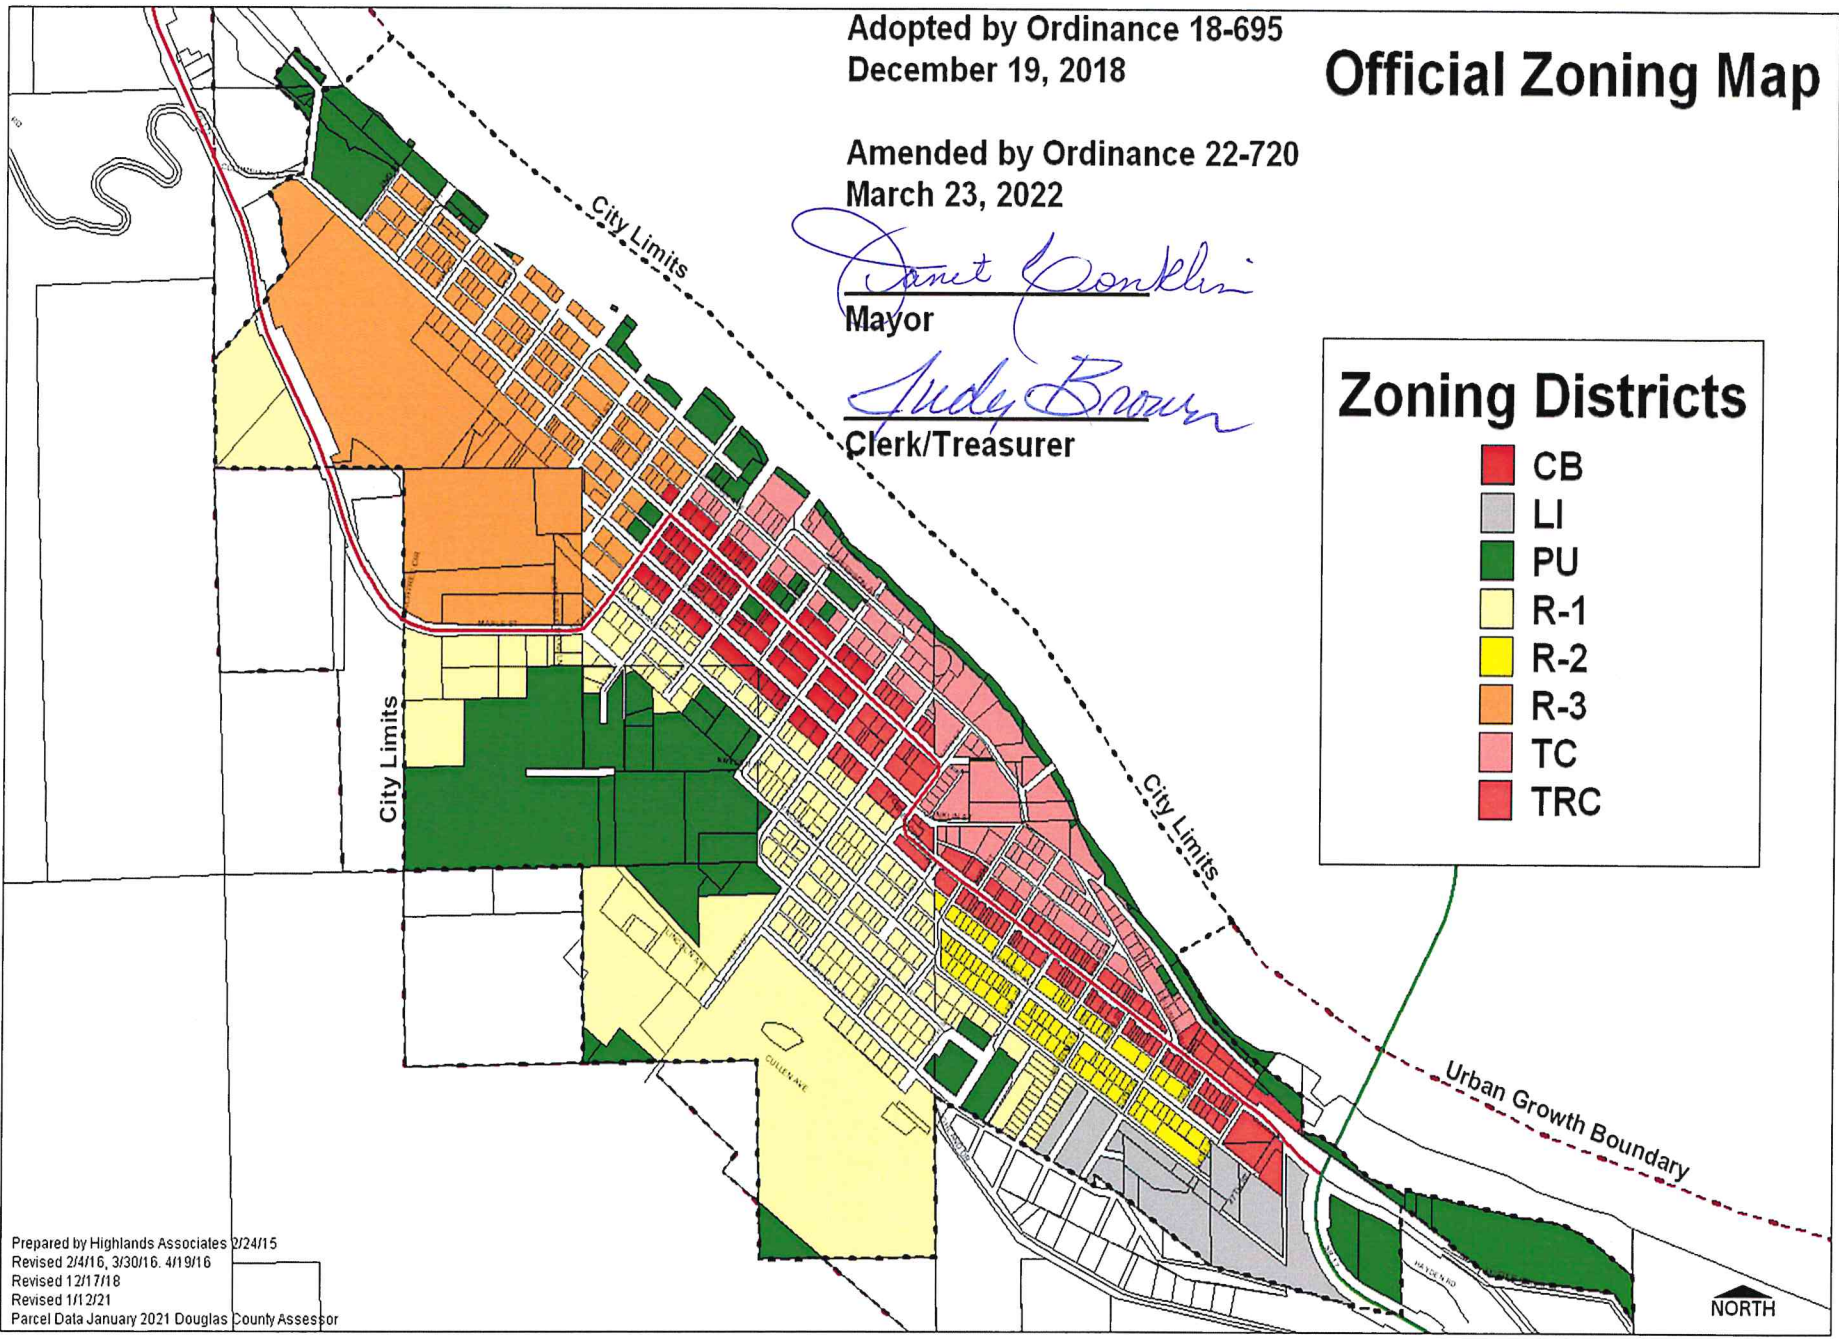 Adopted by Ordinance 18-695
December 19, 2018
Official Zoning Map
Amended by Ordinance 22-720
March 23, 2022
Janet Conklin
Mayor
Judy Brown
Clerk/Treasurer
City Limits
Zoning Districts
CB
LI
PU
R-1
R-2
R-3
TC
TRC
MAPLE ST
City Limits
City Limits
CULLEN AVE
Urban Growth Boundary
HAYDEN RD
NORTH
Prepared by Highlands Associates 2/24/15
Revised 2/4/16, 3/30/16. 4/19/16
Revised 12/17/18
Revised 1/12/21
Parcel Data January 2021 Douglas County Assessor